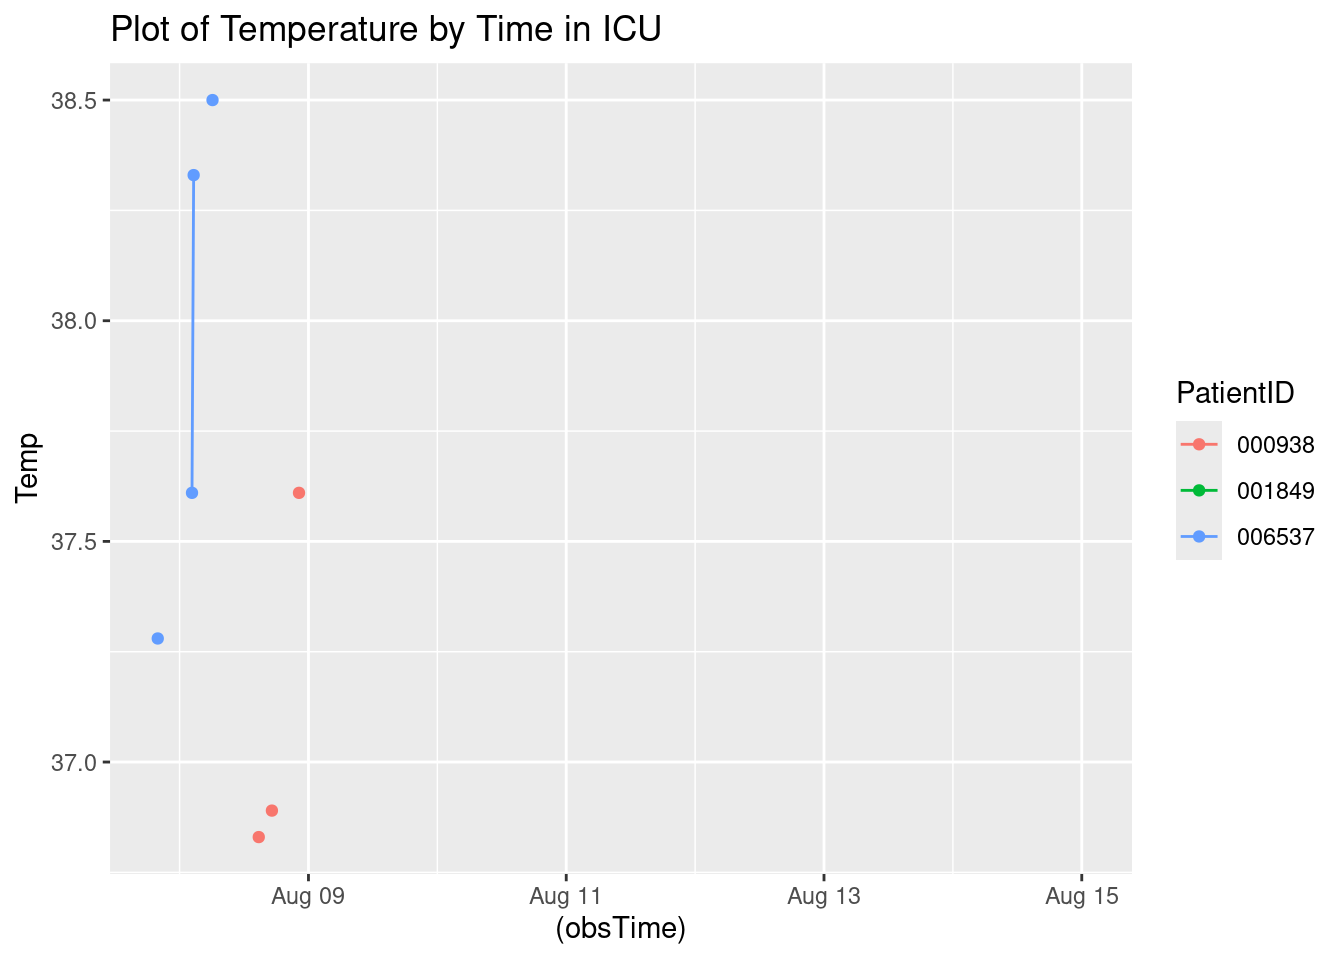 Plot of Temperature by Time in ICU
38.5
38.0
37.5
37.0
Temp
Aug 09 Aug 11 Aug 13 Aug 15
(obsTime)
PatientID
000938
001849
006537